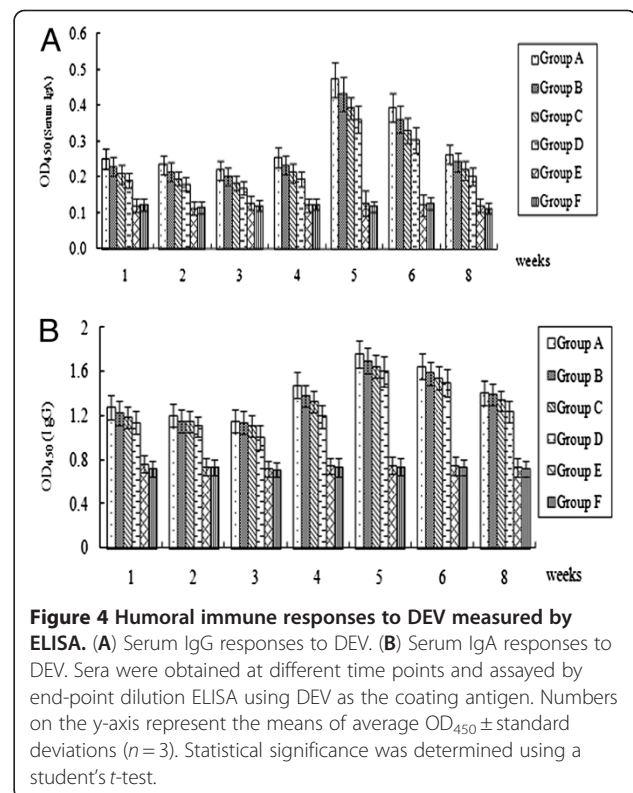 A
OD450 (Serum IgA)
0.6
0.5
0.4
0.3
0.2
0.1
0.0
1 2 3 4 5 6 8
weeks
Group A
Group B
Group C
Group D
Group E
Group F
B
OD450 (IgG)
2
1.6
1.2
0.8
0.4
0
1 2 3 4 5 6 8
weeks
Group A
Group B
Group C
Group D
Group E
Group F
Figure 4 Humoral immune responses to DEV measured by
ELISA. (A) Serum IgG responses to DEV. (B) Serum IgA responses to
DEV. Sera were obtained at different time points and assayed by
end-point dilution ELISA using DEV as the coating antigen. Numbers
on the y-axis represent the means of average OD450 ± standard
deviations (n = 3). Statistical significance was determined using a
student's t-test.